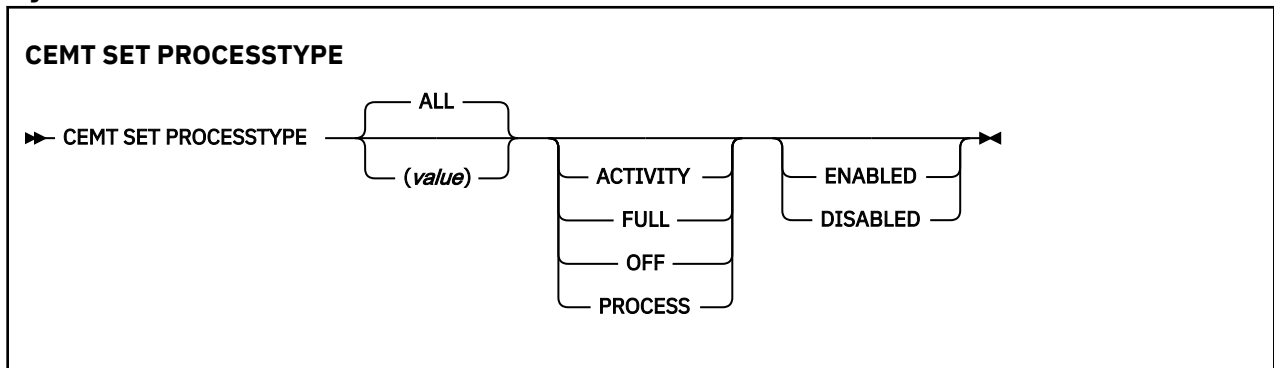 CEMT SET PROCESSTYPE
ALL
CEMT SET PROCESSTYPE
(value)
ACTIVITY
ENABLED
FULL
DISABLED
OFF
PROCESS